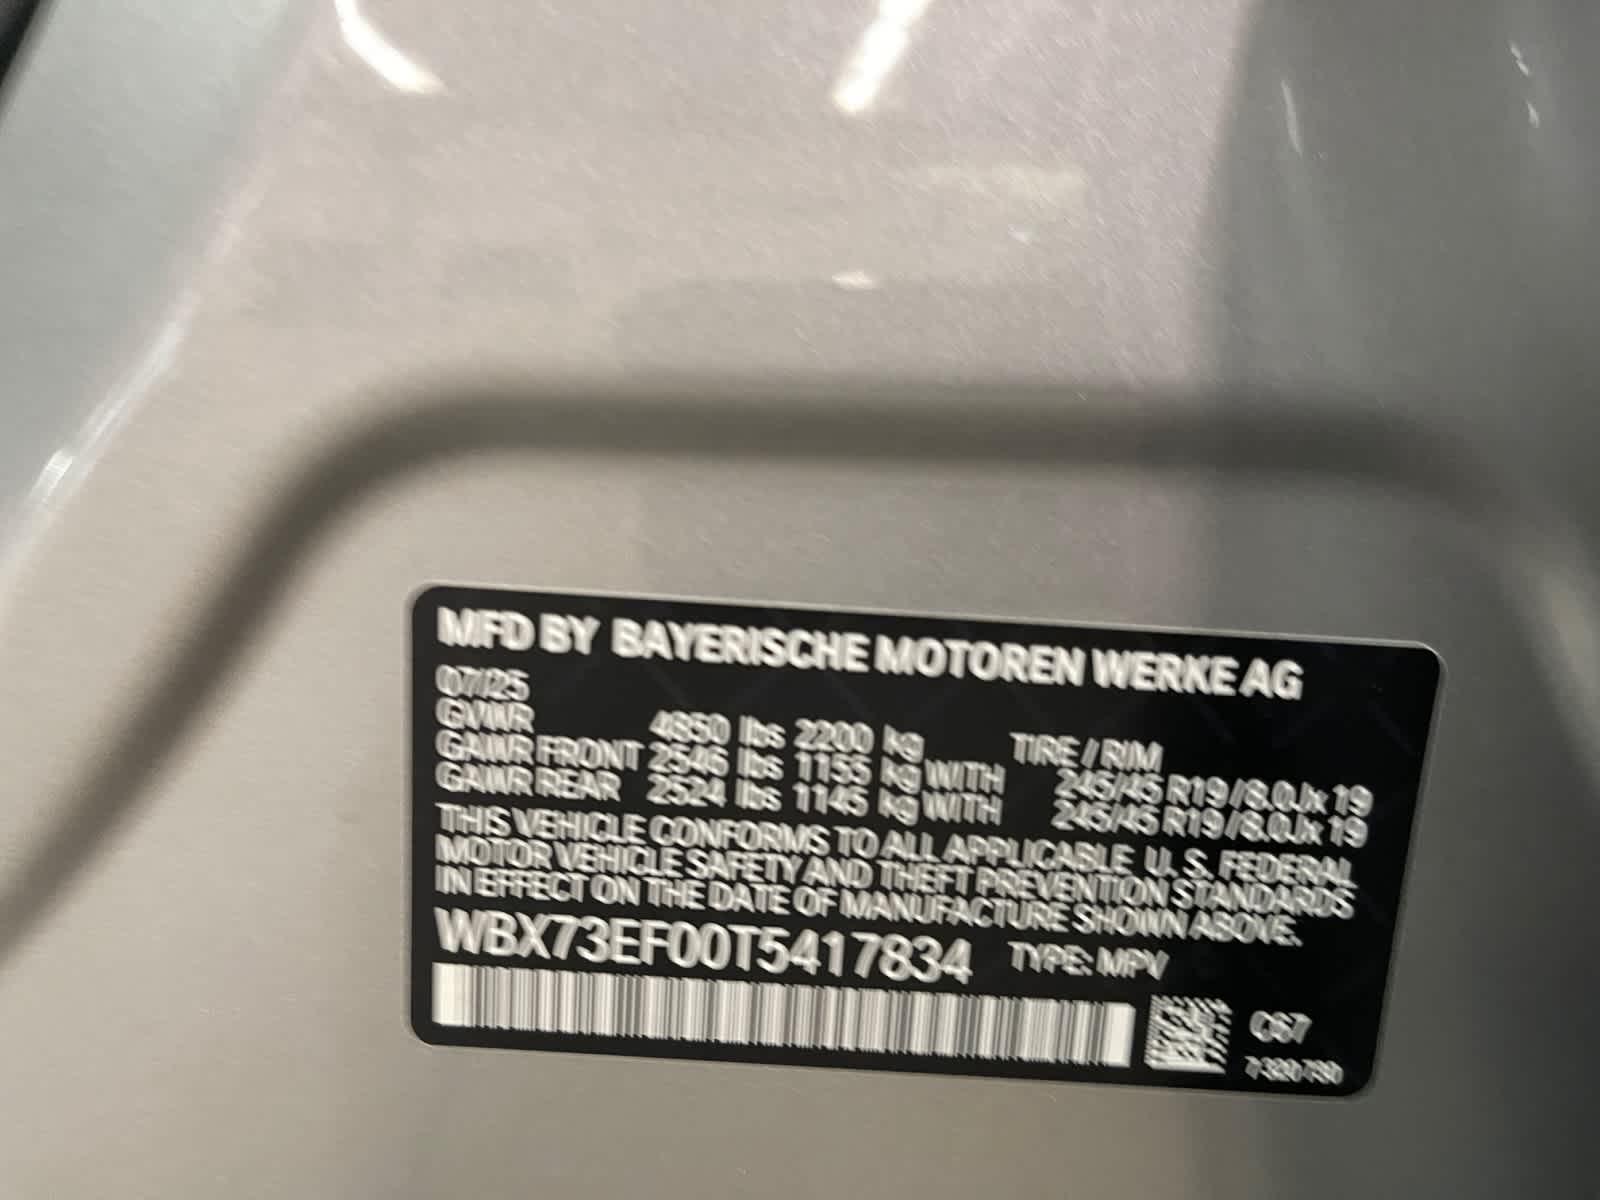 MFD BY BAYERISCHE MOTOREN WERKE AG
07/25
GVWR 4850 lbs 2200 kg TIRE / RIM
GAWR FRONT 2546 lbs 1155 kg WITH 245/45 R19 / 8.0Jx19
GAWR REAR 2524 lbs 1145 kg WITH 245/45 R19 / 8.0Jx19
THIS VEHICLE CONFORMS TO ALL APPLICABLE U. S. FEDERAL
MOTOR VEHICLE SAFETY AND THEFT PREVENTION STANDARDS
IN EFFECT ON THE DATE OF MANUFACTURE SHOWN ABOVE.
WBX73EF00T5417834 TYPE: MPV
C67